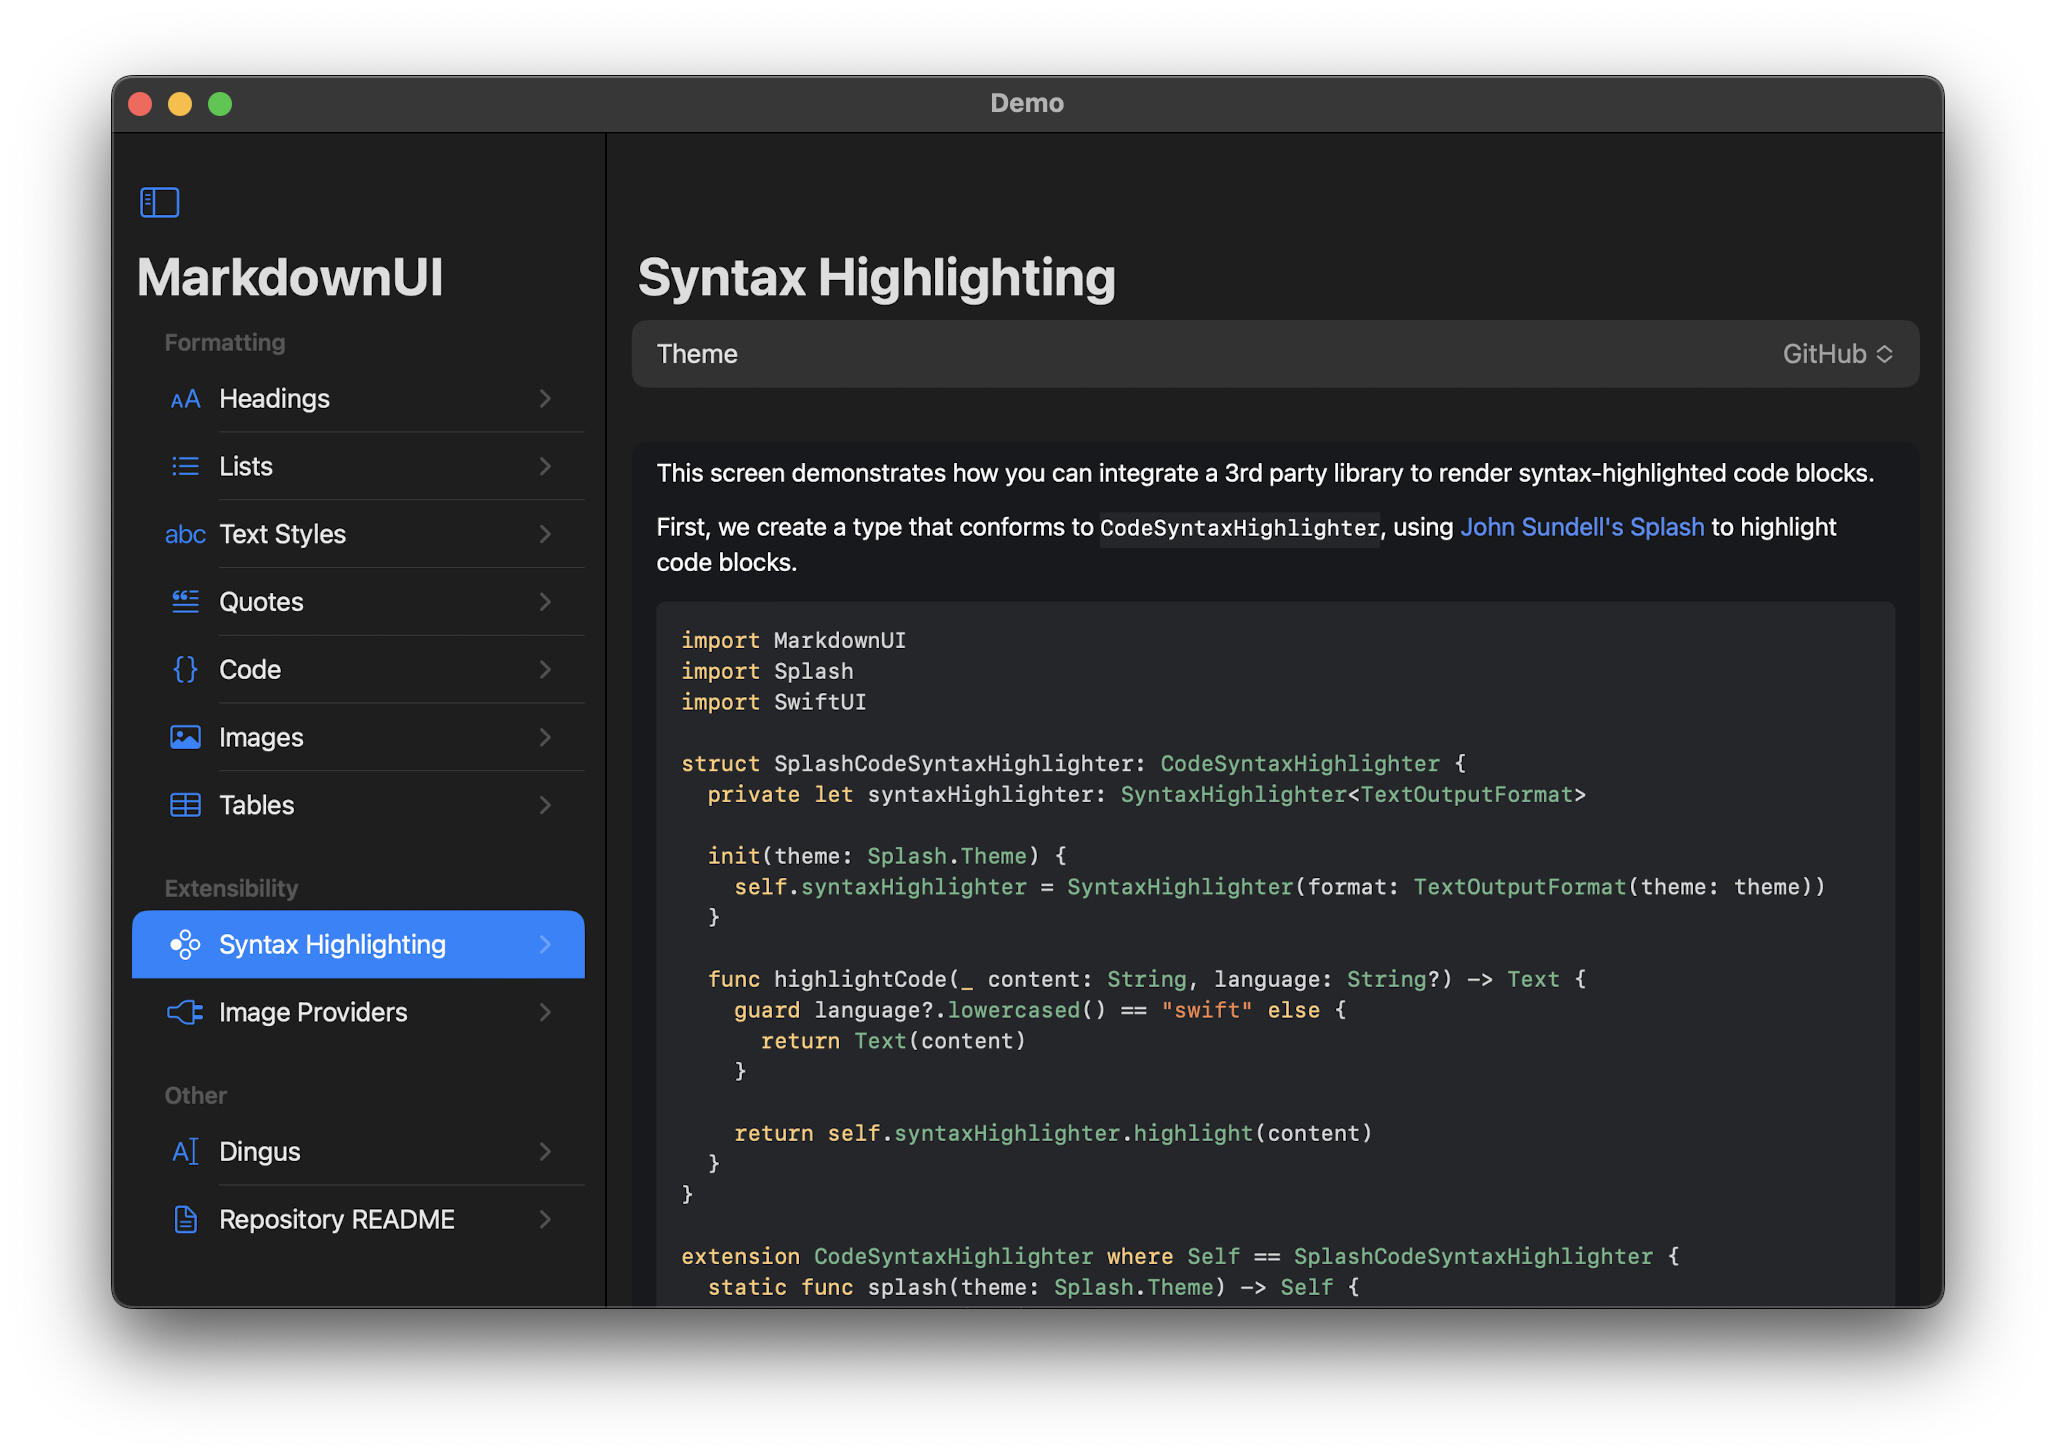 Demo
MarkdownUI
Formatting
AA Headings
Lists
abc Text Styles
Quotes
{} Code
Images
Tables
Extensibility
Syntax Highlighting
Image Providers
Other
A Dingus
Repository README
Syntax Highlighting
Theme GitHub
This screen demonstrates how you can integrate a 3rd party library to render syntax-highlighted code blocks.
First, we create a type that conforms to CodeSyntaxHighlighter, using John Sundell's Splash to highlight
code blocks.
import MarkdownUI
import Splash
import SwiftUI
struct SplashCodeSyntaxHighlighter: CodeSyntaxHighlighter {
  private let syntaxHighlighter: SyntaxHighlighter<TextOutputFormat>
  init(theme: Splash.Theme) {
    self.syntaxHighlighter = SyntaxHighlighter(format: TextOutputFormat(theme: theme))
  }
  func highlightCode(_ content: String, language: String?) -> Text {
    guard language?.lowercased() == "swift" else {
      return Text(content)
    }
    return self.syntaxHighlighter.highlight(content)
  }
}
extension CodeSyntaxHighlighter where Self == SplashCodeSyntaxHighlighter {
  static func splash(theme: Splash.Theme) -> Self {